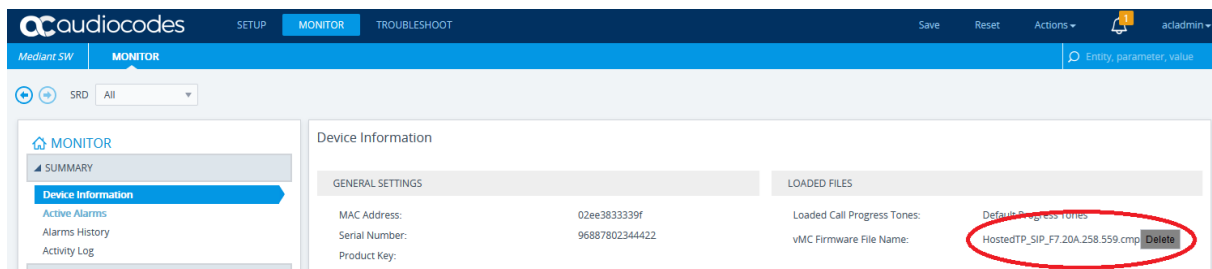 audiocodes SETUP MONITOR TROUBLESHOOT Save Reset Actions 1 acladmin
Mediant SW MONITOR Entity, parameter, value
SRD All
MONITOR
SUMMARY
Device Information
Active Alarms
Alarms History
Activity Log
Device Information
GENERAL SETTINGS
MAC Address: 02ee3833339f
Serial Number: 96887802344422
Product Key:
LOADED FILES
Loaded Call Progress Tones: Default Progress Tones
vMC Firmware File Name: HostedTP_SIP_F7.20A.258.559.cmp Delete